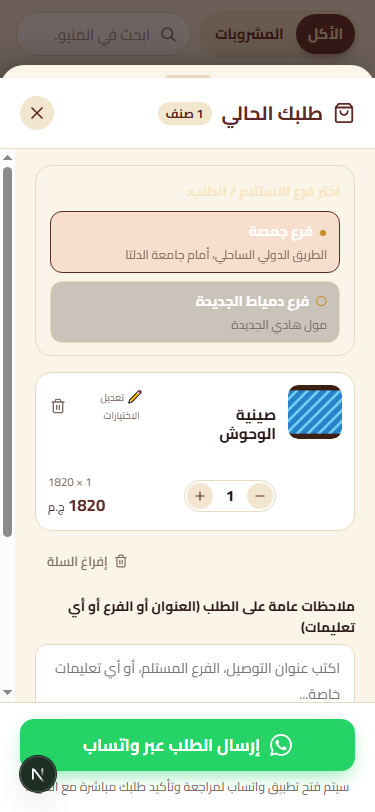 الأكل
المشروبات
ابحث في المنيو.
طلبك الحالي
1 صنف
اختر فرع الاستلام / الطلب:
فرع جمصة
الطريق الدولي الساحلي، أمام جامعة الدلتا
فرع دمياط الجديدة
مول هادي الجديدة
صينية
الوحوش
تعديل
الاختيارات
1
1820 × 1
1820 ج.م
إفراغ السلة
ملاحظات عامة على الطلب (العنوان أو الفرع أو أي
تعليمات)
اكتب عنوان التوصيل، الفرع المستلم، أو أي تعليمات
خاصة...
إرسال الطلب عبر واتساب
سيتم فتح تطبيق واتساب لمراجعة وتأكيد طلبك مباشرة مع
N